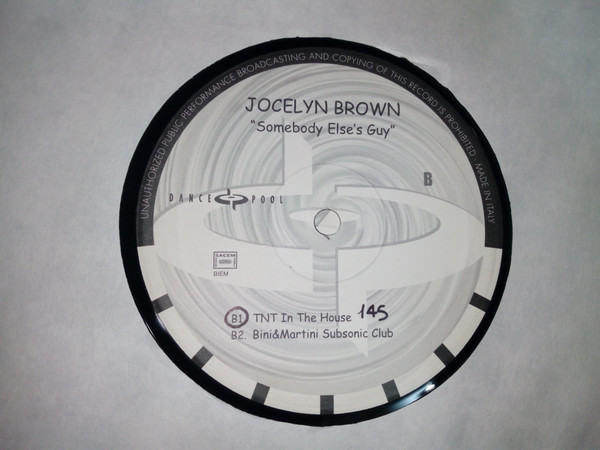 UNAUTHORIZED PUBLIC PERFORMANCE BROADCASTING AND COPYING OF THIS RECORD IS PROHIBITED. MADE IN ITALY
JOCELYN BROWN
"Somebody Else's Guy"
B
DANCE POOL
SACEM
BIEM
B1 TNT In The House 145
B2. Bini&Martini Subsonic Club